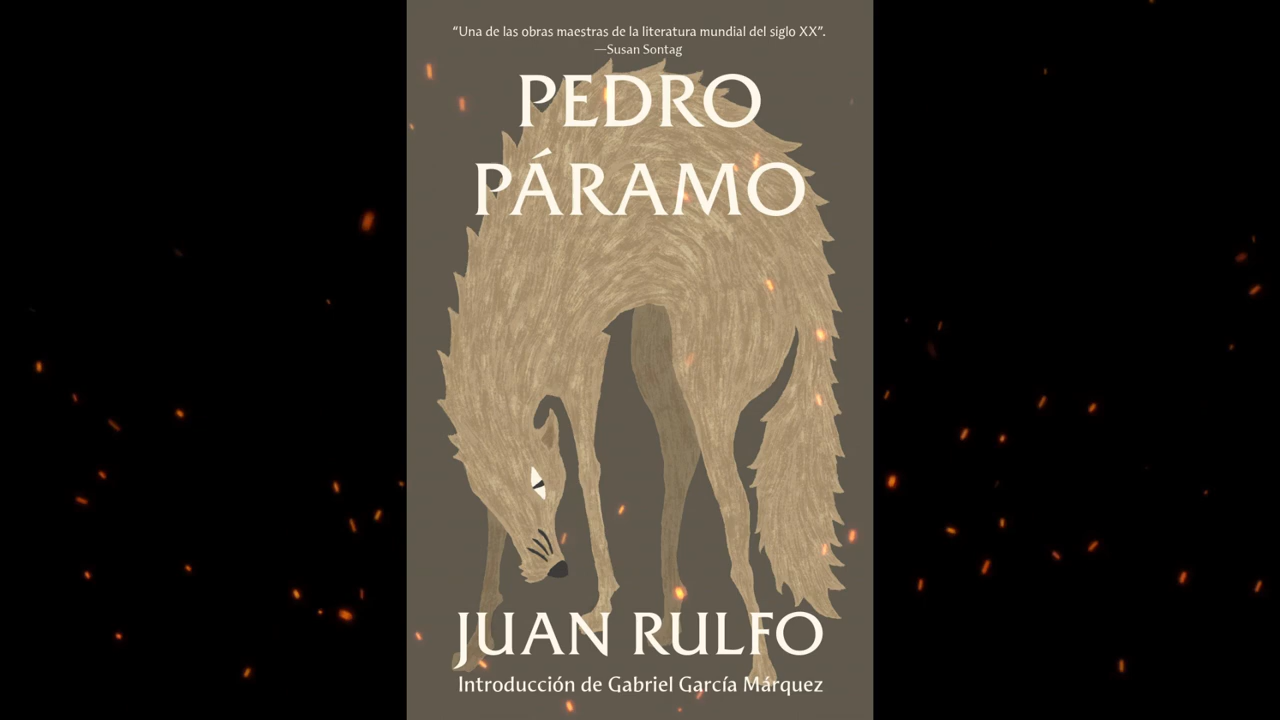 “Una de las obras maestras de la literatura mundial del siglo XX”.
—Susan Sontag
PEDRO
PÁRAMO
JUAN RULFO
Introducción de Gabriel García Márquez